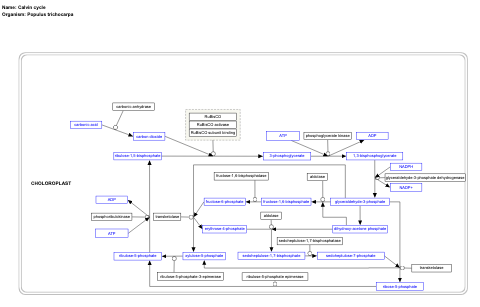 Name: Calvin cycle
Organism: Populus trichocarpa
carbonic anhydrase
carbonic acid
carbon dioxide
RuBisCO
RuBisCO activase
RuBisCO subunit binding
ATP
phosphoglycerate kinase
ADP
ribulose-1,5-bisphosphate
3-phosphoglycerate
1,3-bisphosphoglycerate
NADPH
glyceraldehyde-3-phosphate dehydrogenase
NADP+
CHLOROPLAST
fructose-1,6-bisphosphatase
aldolase
ADP
fructose-6-phosphate
fructose-1,6-bisphosphate
glyceraldehyde-3-phosphate
phosphoribulokinase
transketolase
aldolase
ATP
erythrose-4-phosphate
dihydroxy acetone phosphate
sedoheptulose-1,7-bisphosphatase
ribulose-5-phosphate
xylulose-5-phosphate
sedoheptulose-1,7-bisphosphate
sedoheptulose-7-phosphate
transketolase
ribulose-5-phosphate-3-epimerase
ribulose-5-phosphate epimerase
ribose-5-phosphate